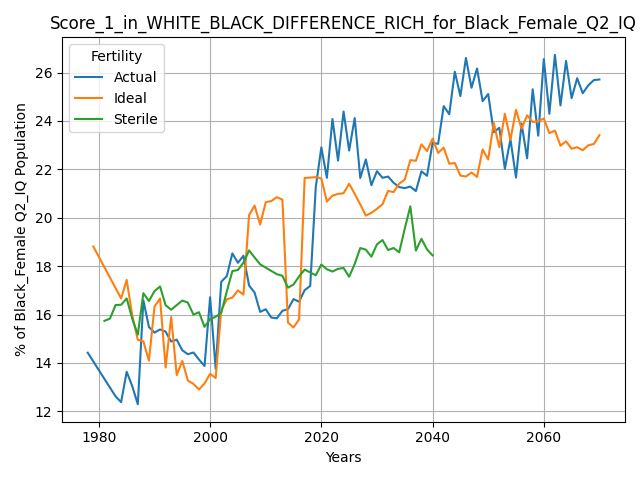 Score_1_in_WHITE_BLACK_DIFFERENCE_RICH_for_Black_Female_Q2_IQ
Fertility
Actual
Ideal
Sterile
% of Black_Female Q2_IQ Population
26
24
22
20
18
16
14
12
1980
2000
2020
2040
2060
Years